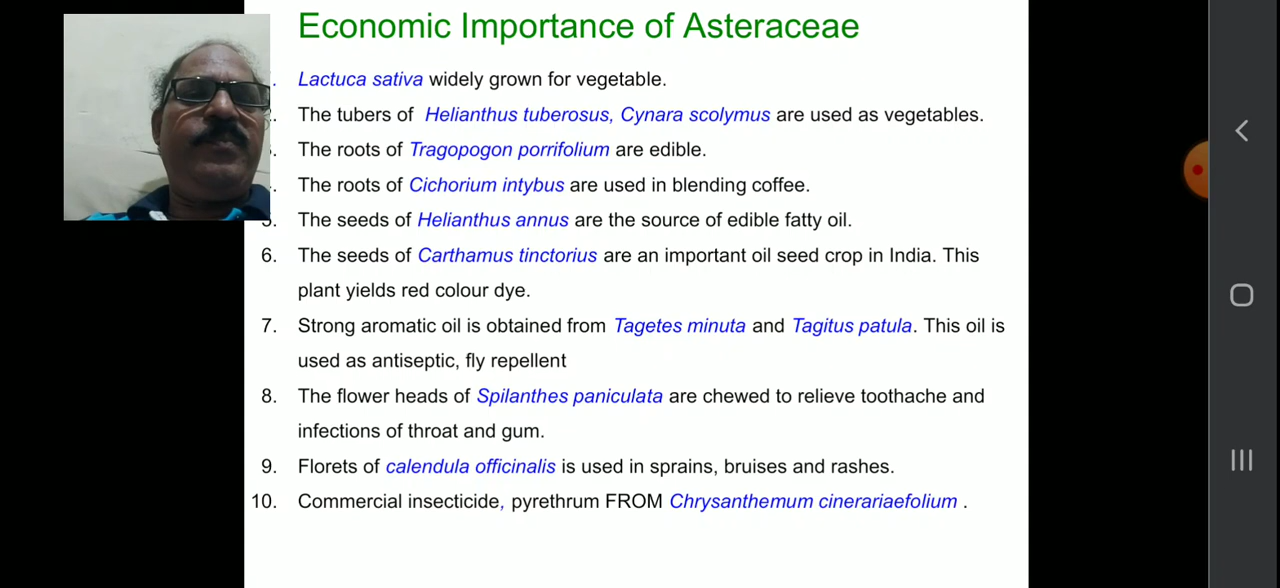 Economic Importance of Asteraceae
Lactuca sativa widely grown for vegetable.
The tubers of Helianthus tuberosus, Cynara scolymus are used as vegetables.
The roots of Tragopogon porrifolium are edible.
The roots of Cichorium intybus are used in blending coffee.
5. The seeds of Helianthus annus are the source of edible fatty oil.
6. The seeds of Carthamus tinctorius are an important oil seed crop in India. This
plant yields red colour dye.
7. Strong aromatic oil is obtained from Tagetes minuta and Tagitus patula. This oil is
used as antiseptic, fly repellent
8. The flower heads of Spilanthes paniculata are chewed to relieve toothache and
infections of throat and gum.
9. Florets of calendula officinalis is used in sprains, bruises and rashes.
10. Commercial insecticide, pyrethrum FROM Chrysanthemum cinerariaefolium .